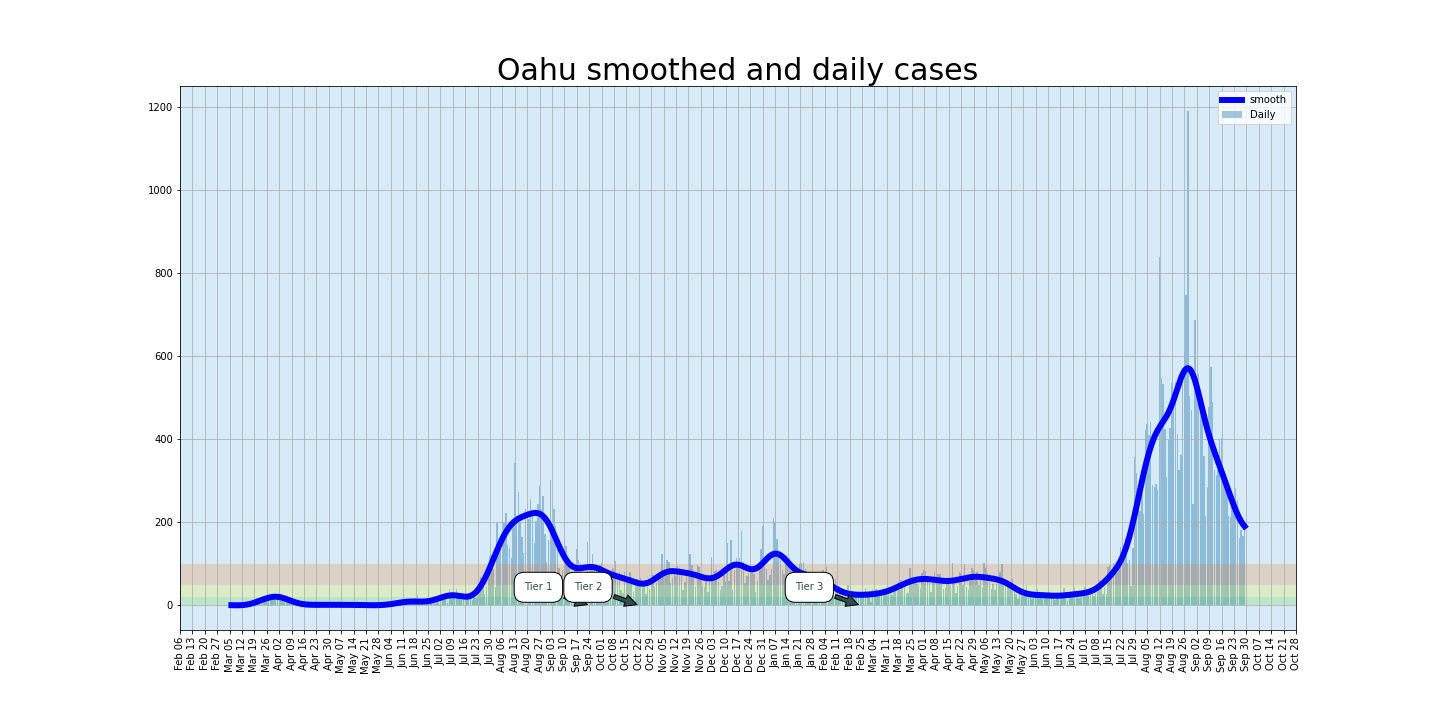 Oahu smoothed and daily cases
smooth
Daily
1200
1000
800
600
400
200
0
Tier 1
Tier 2
Tier 3
Feb 06
Feb 13
Feb 20
Feb 27
Mar 05
Mar 12
Mar 19
Mar 26
Apr 02
Apr 09
Apr 16
Apr 23
Apr 30
May 07
May 14
May 21
May 28
Jun 04
Jun 11
Jun 18
Jun 25
Jul 02
Jul 09
Jul 16
Jul 23
Jul 30
Aug 06
Aug 13
Aug 20
Aug 27
Sep 03
Sep 10
Sep 17
Sep 24
Oct 01
Oct 08
Oct 15
Oct 22
Oct 29
Nov 05
Nov 12
Nov 19
Nov 26
Dec 03
Dec 10
Dec 17
Dec 24
Dec 31
Jan 07
Jan 14
Jan 21
Jan 28
Feb 04
Feb 11
Feb 18
Feb 25
Mar 04
Mar 11
Mar 18
Mar 25
Apr 01
Apr 08
Apr 15
Apr 22
Apr 29
May 06
May 13
May 20
May 27
Jun 03
Jun 10
Jun 17
Jun 24
Jul 01
Jul 08
Jul 15
Jul 22
Jul 29
Aug 05
Aug 12
Aug 19
Aug 26
Sep 02
Sep 09
Sep 16
Sep 23
Sep 30
Oct 07
Oct 14
Oct 21
Oct 28